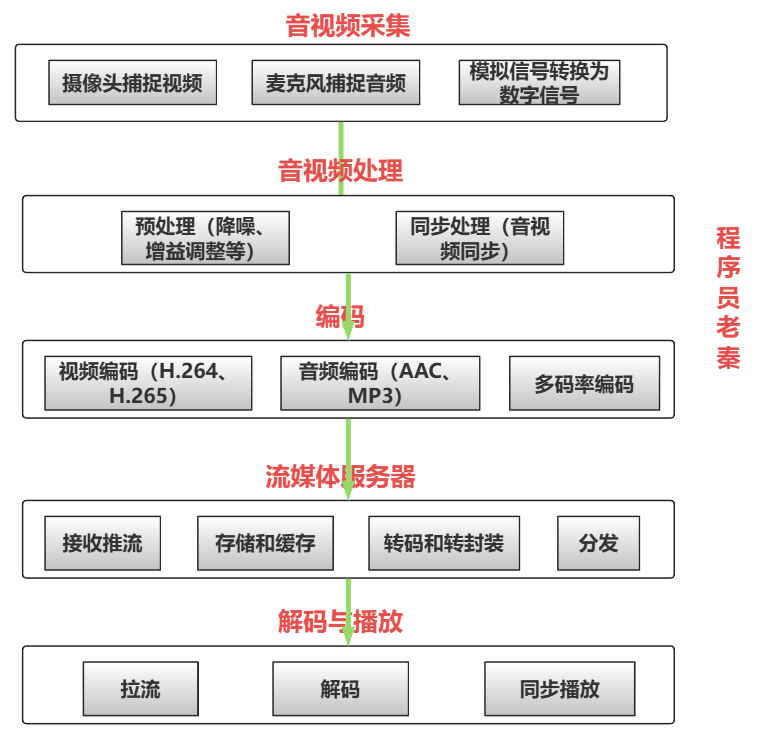 音视频采集
摄像头捕捉视频
麦克风捕捉音频
模拟信号转换为
数字信号
音视频处理
预处理（降噪、
增益调整等）
同步处理（音视
频同步）
编码
视频编码（H.264、
H.265）
音频编码（AAC、
MP3）
多码率编码
流媒体服务器
接收推流
存储和缓存
转码和转封装
分发
解码与播放
拉流
解码
同步播放
程
序
员
老
秦